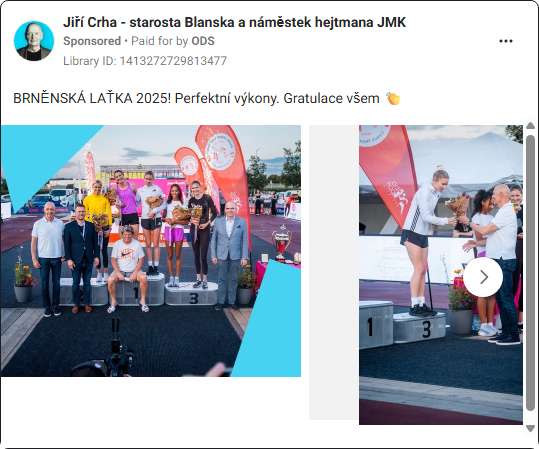 Jiří Crha - starosta Blanska a náměstek hejtmana JMK
Sponsored • Paid for by ODS
Library ID: 1413272729813477
BRNĚNSKÁ LAŤKA 2025! Perfektní výkony. Gratulace všem 👏
1
3
1
3